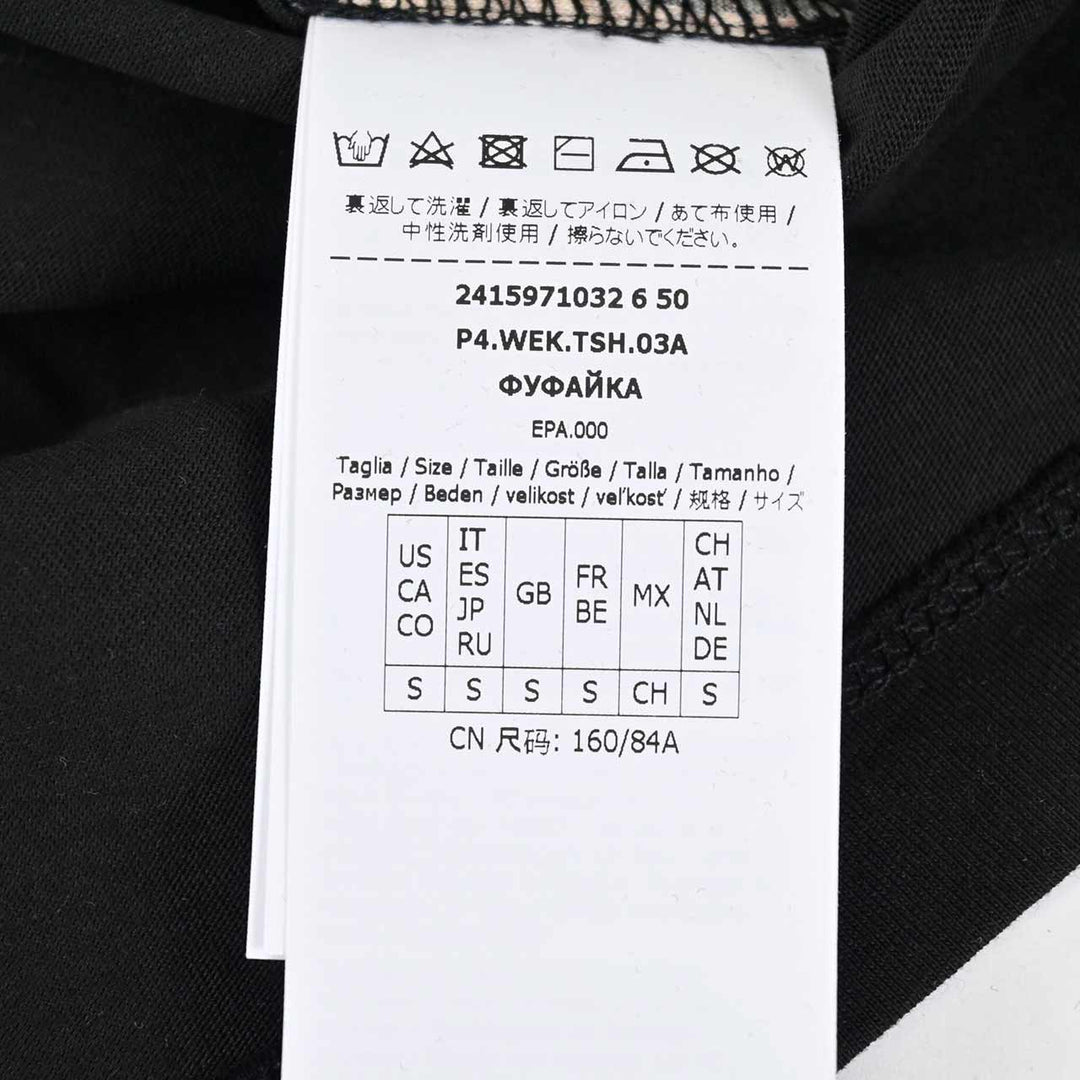 裏返して洗濯 / 裏返してアイロン / あて布使用 /
中性洗剤使用 / 擦らないでください。
2415971032 6 50
P4.WEK.TSH.03A
ФУФАЙКА
EPA.000
Taglia / Size / Taille / Größe / Talla / Tamanho /
Размер / Beden / velikost / veľkosť / 规格 / サイズ
US CA CO
IT ES JP RU
GB
FR BE
MX
CH AT NL DE
S S S S CH S
CN 尺码: 160/84A